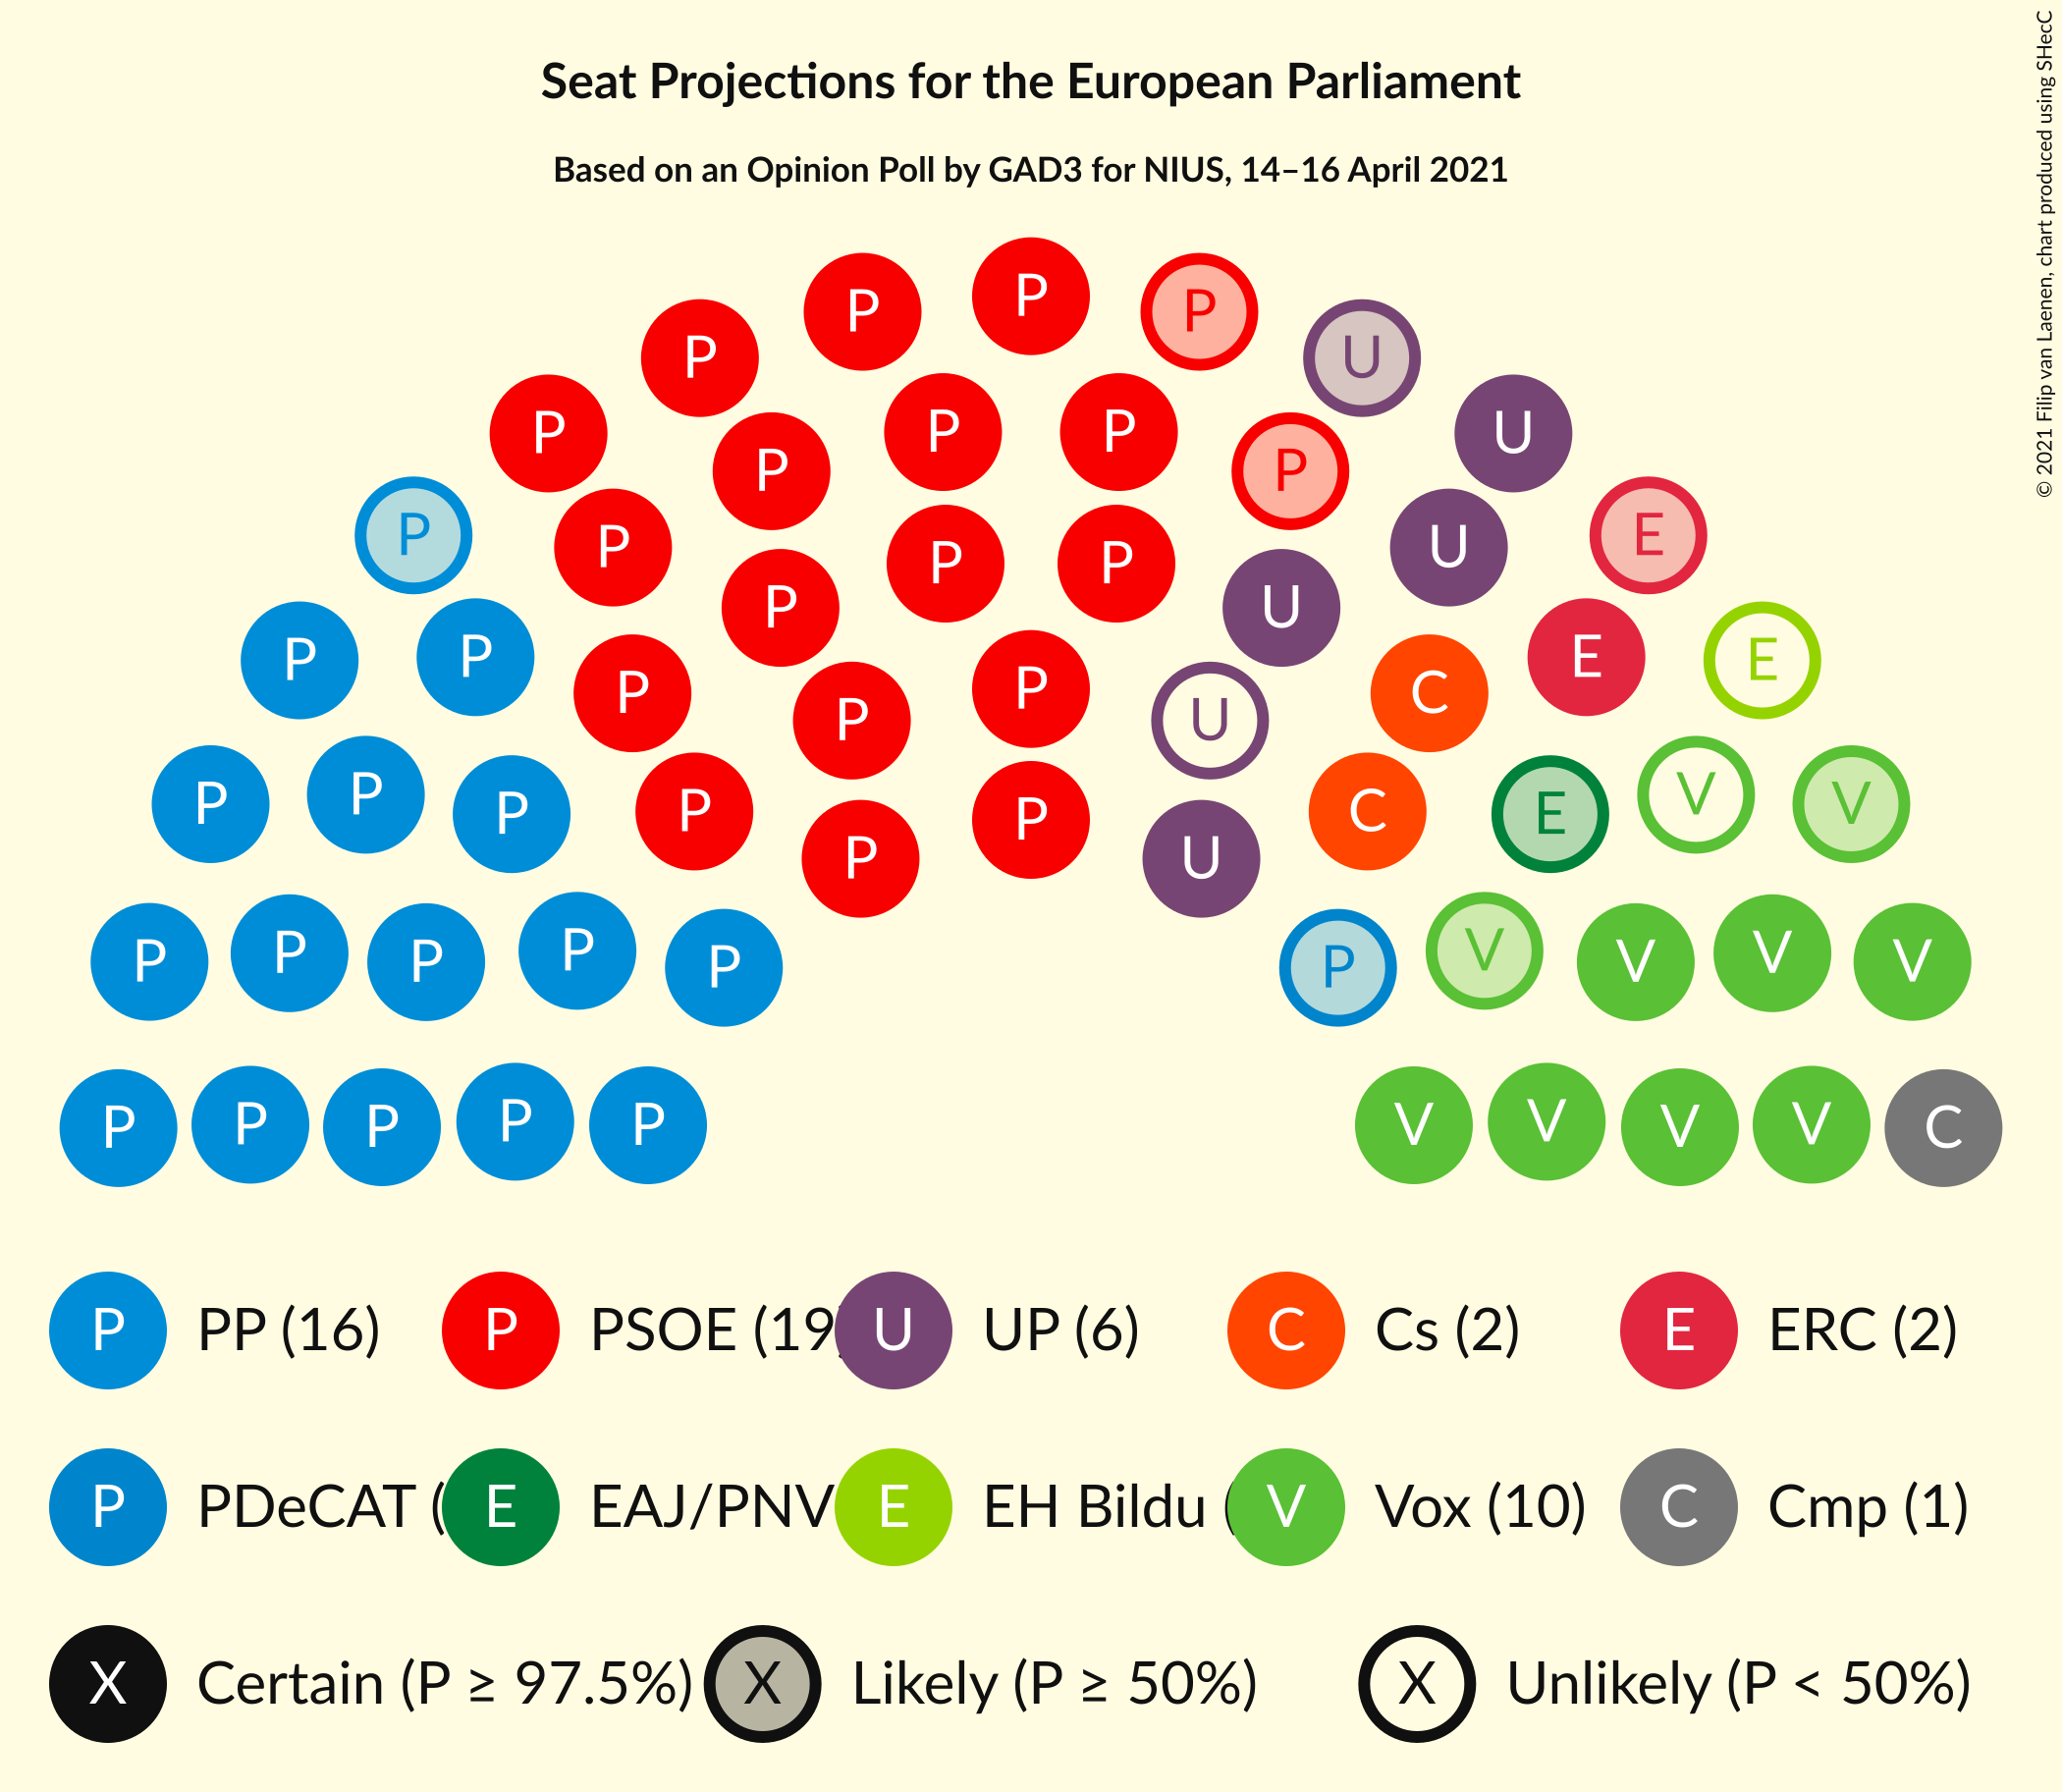 Seat Projections for the European Parliament
Based on an Opinion Poll by GAD3 for NIUS, 14–16 April 2021
© 2021 Filip van Laenen, chart produced using SHecC
P
P P
P P
P P U
P P
P U
P P
P P E
P P
P U
P U
P P E
P E
P P C
P U
P V
P V
P E
P C
P
P U
P V
P V
P V V
P P
P P
P V
P V
P V
P V
P C
P PP (16) P PSOE (19 U UP (6) C Cs (2) E ERC (2)
P PDeCAT ( E EAJ/PNV E EH Bildu ( V Vox (10) C Cmp (1)
X Certain (P ≥ 97.5%) X Likely (P ≥ 50%) X Unlikely (P < 50%)